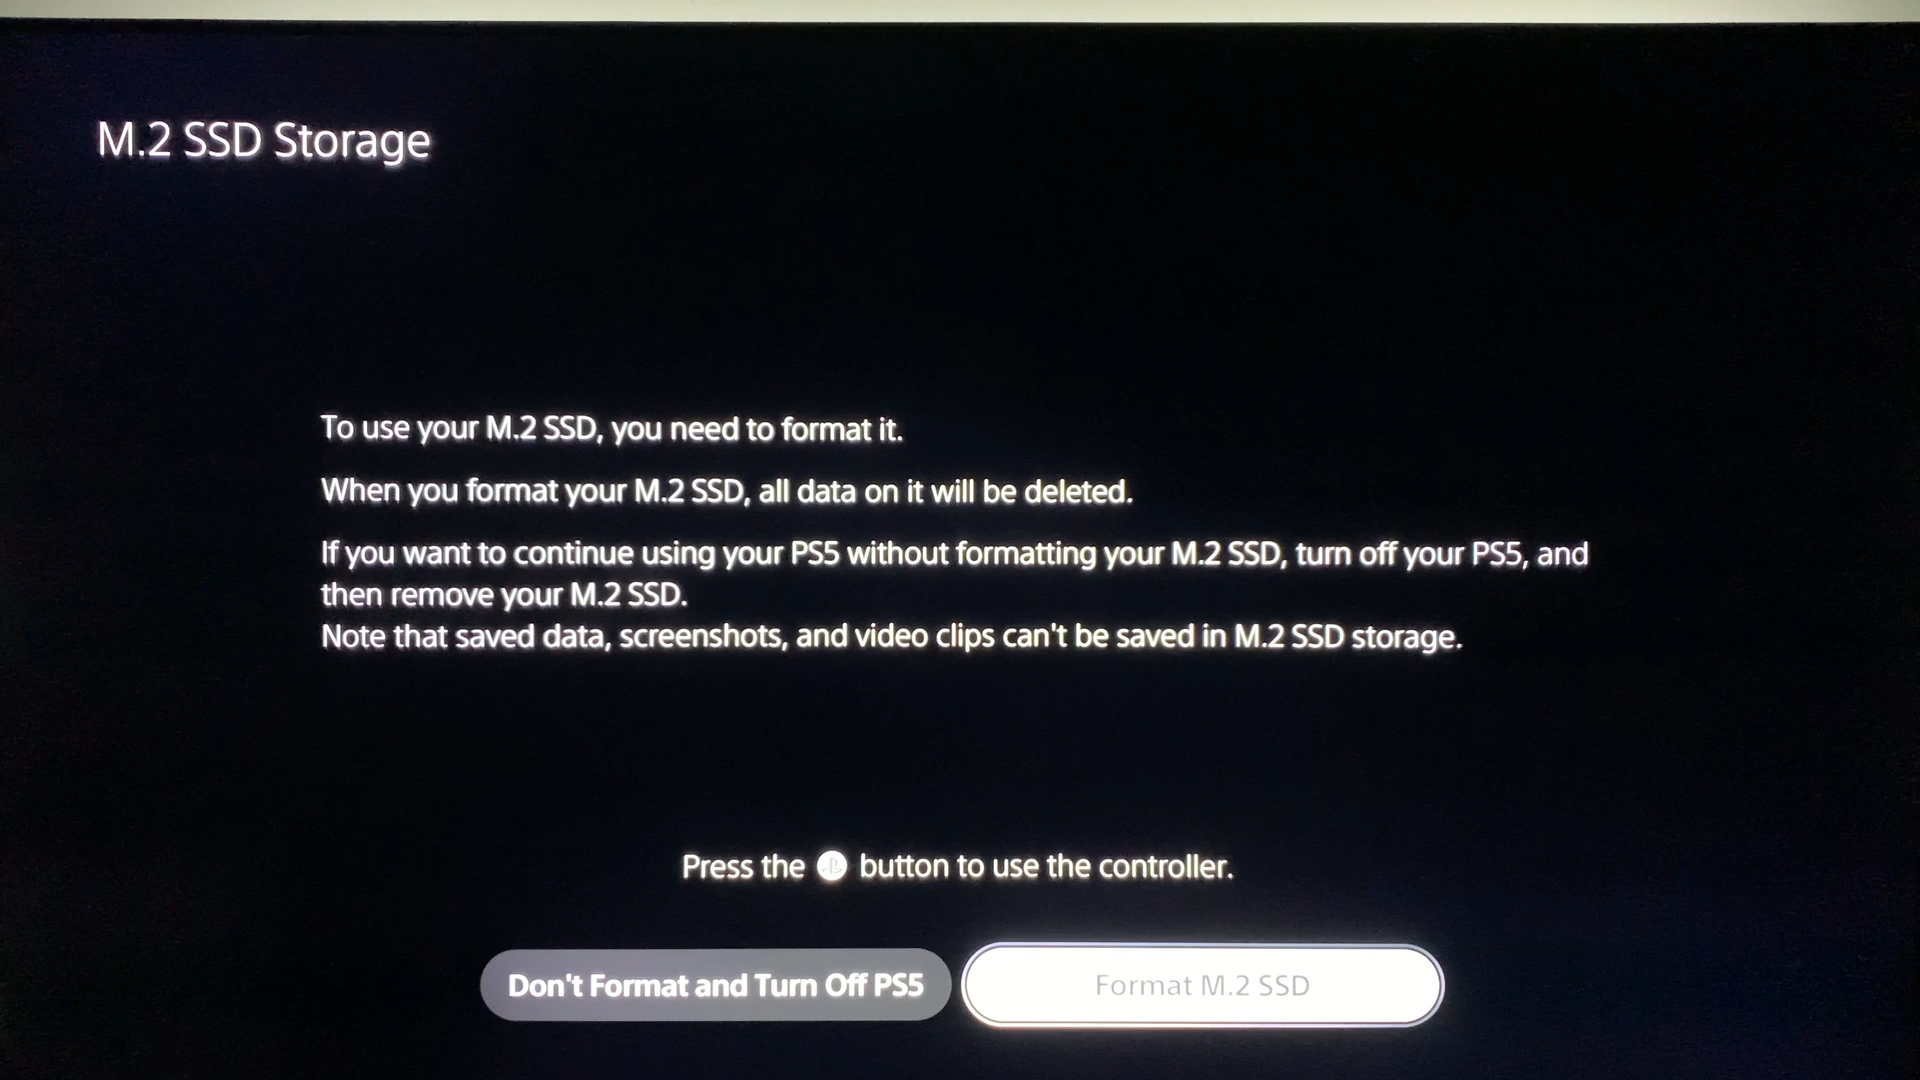 M.2 SSD Storage
To use your M.2 SSD, you need to format it.
When you format your M.2 SSD, all data on it will be deleted.
If you want to continue using your PS5 without formatting your M.2 SSD, turn off your PS5, and
then remove your M.2 SSD.
Note that saved data, screenshots, and video clips can't be saved in M.2 SSD storage.
Press the button to use the controller.
Don't Format and Turn Off PS5
Format M.2 SSD